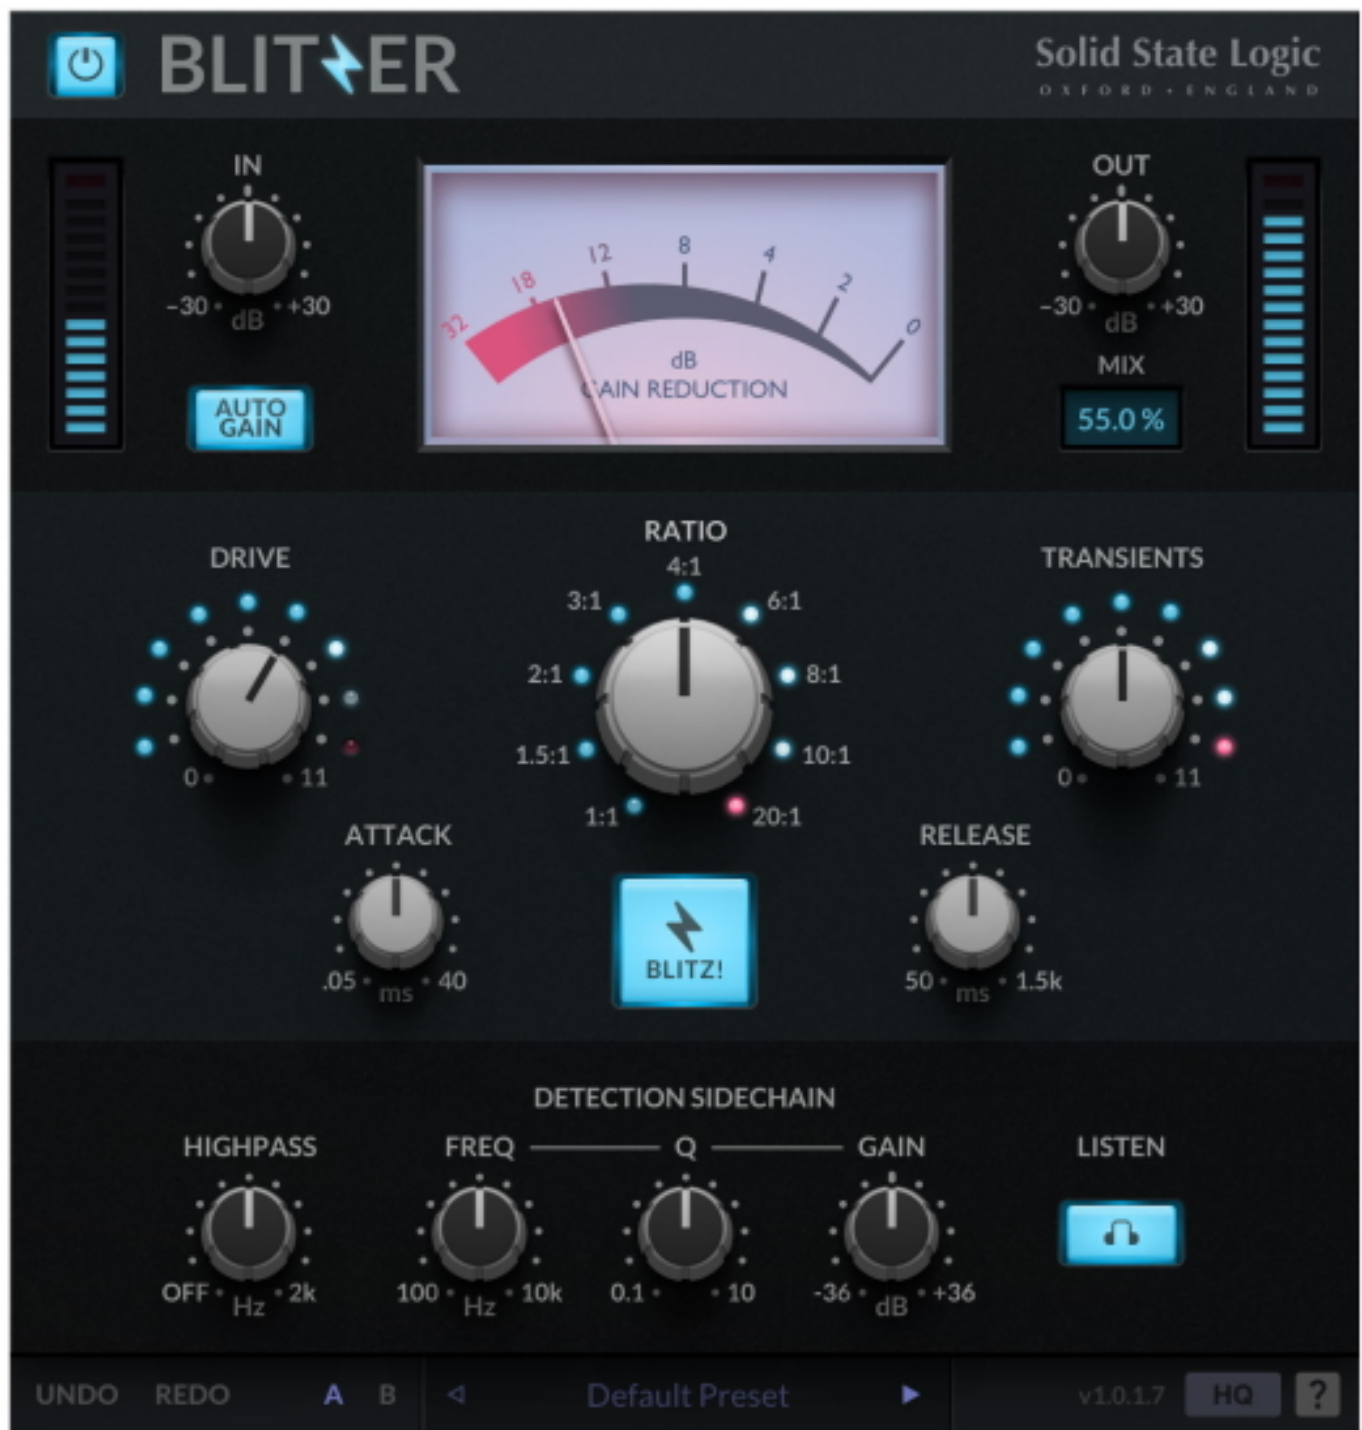 BLITZER
Solid State Logic
OXFORD • ENGLAND
IN
-30 +30
dB
AUTO
GAIN
32 18 12 8 4 2 0
dB
GAIN REDUCTION
OUT
-30 +30
dB
MIX
55.0 %
DRIVE
0 11
RATIO
4:1
3:1 6:1
2:1 8:1
1.5:1 10:1
1:1 20:1
TRANSIENTS
0 11
ATTACK
.05 40
ms
BLITZ!
RELEASE
50 1.5k
ms
DETECTION SIDECHAIN
HIGHPASS FREQ Q GAIN LISTEN
OFF 2k 100 10k 0.1 10 -36 +36
Hz Hz dB
UNDO REDO A B Default Preset v1.0.1.7 HQ ?